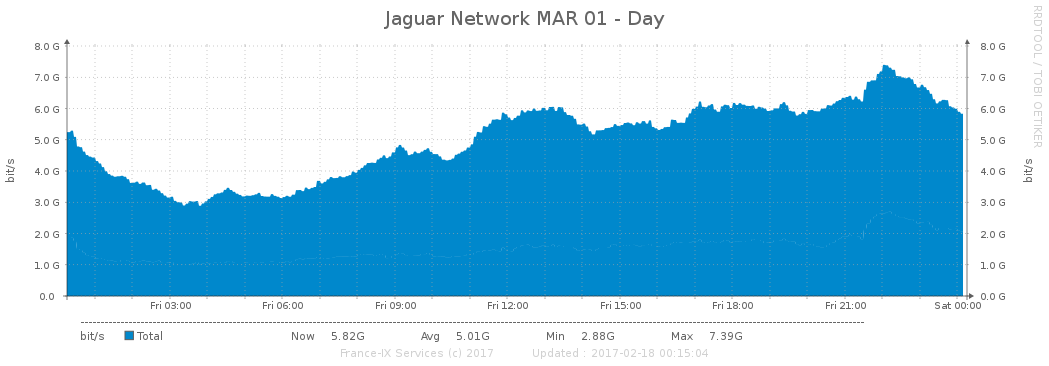 Jaguar Network MAR 01 - Day
RRDTOOL / TOBI OETIKER
bit/s
8.0 G 8.0 G
7.0 G 7.0 G
6.0 G 6.0 G
5.0 G 5.0 G
4.0 G 4.0 G
3.0 G 3.0 G
2.0 G 2.0 G
1.0 G 1.0 G
0.0 0.0 G
bit/s
Fri 03:00 Fri 06:00 Fri 09:00 Fri 12:00 Fri 15:00 Fri 18:00 Fri 21:00 Sat 00:00
bit/s Total Now 5.82G Avg 5.01G Min 2.88G Max 7.39G
France-IX Services (c) 2017 Updated : 2017-02-18 00:15:04